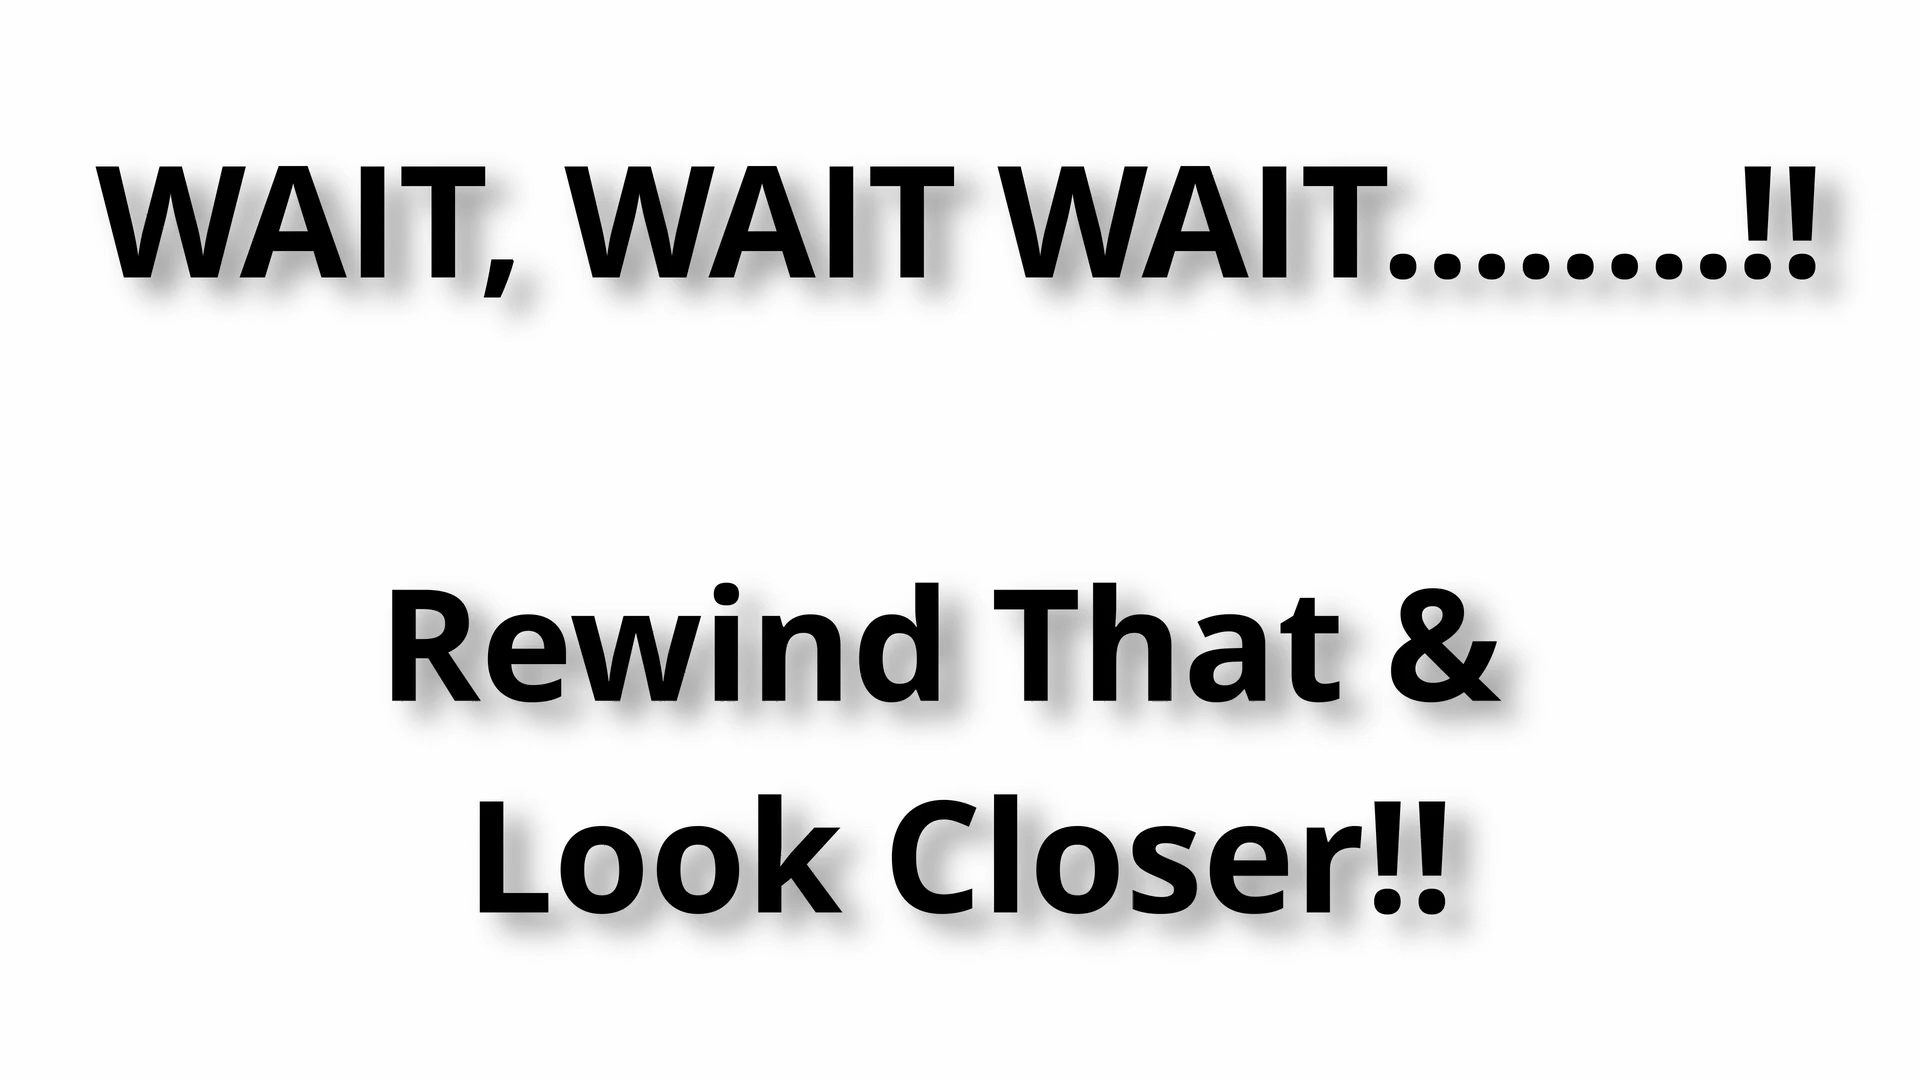 WAIT, WAIT WAIT........!!
Rewind That &
Look Closer!!